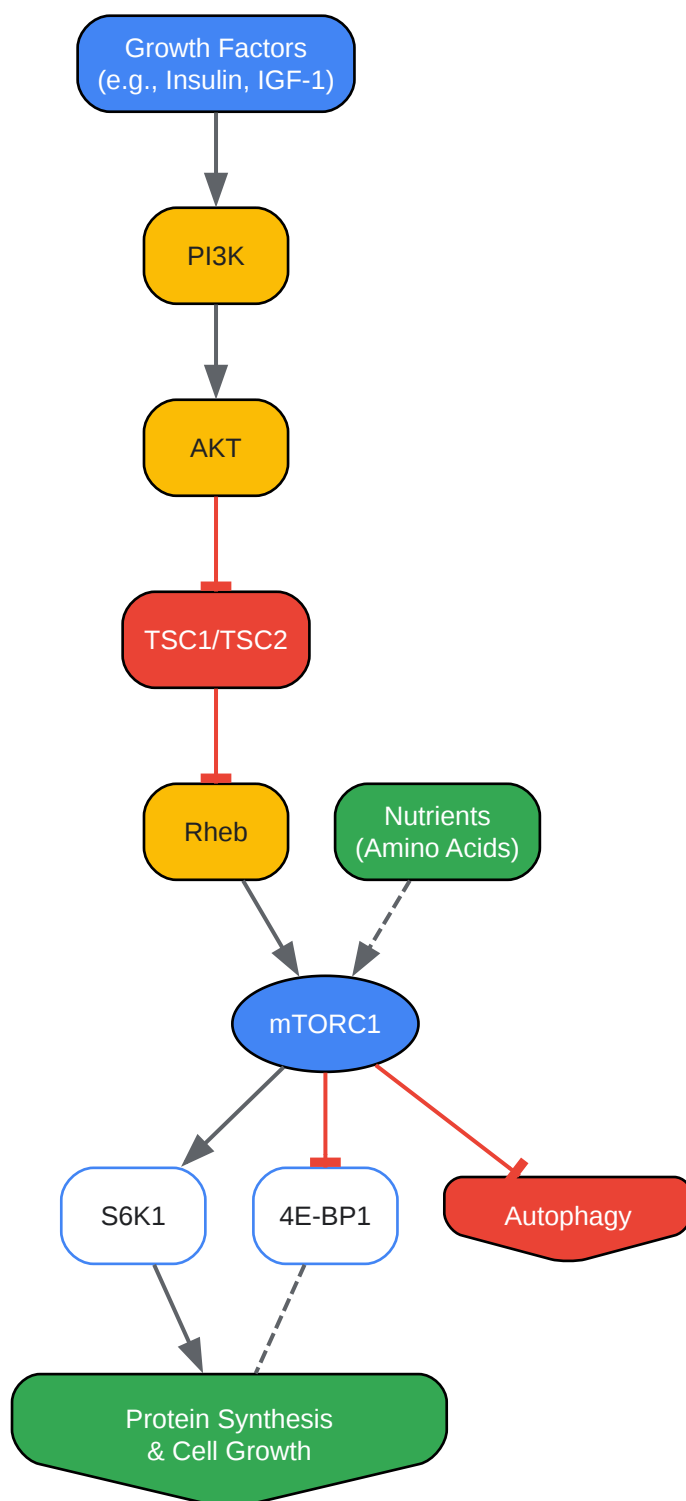 Growth Factors
(e.g., Insulin, IGF-1)
PI3K
AKT
TSC1/TSC2
Rheb
Nutrients
(Amino Acids)
mTORC1
S6K1
4E-BP1
Autophagy
Protein Synthesis
& Cell Growth